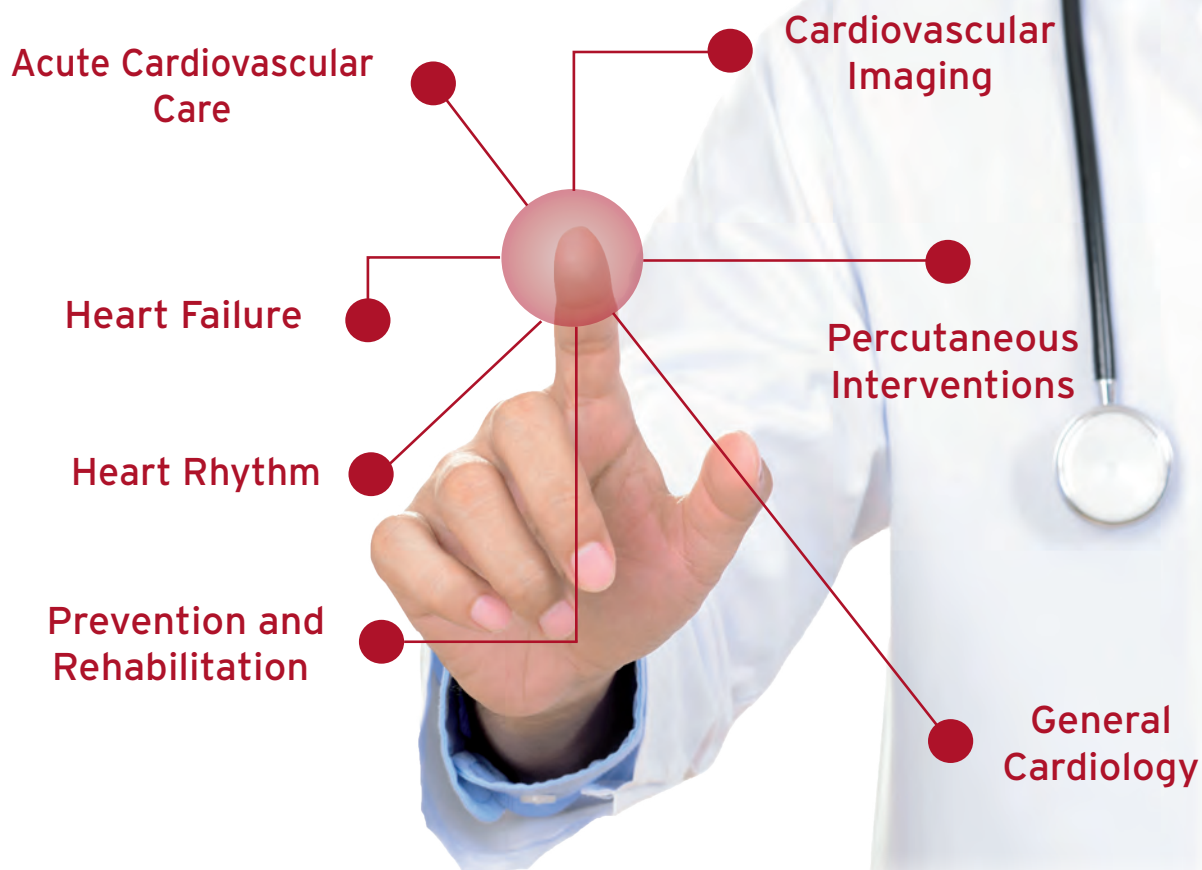 Acute Cardiovascular
Care
Cardiovascular
Imaging
Heart Failure
Percutaneous
Interventions
Heart Rhythm
Prevention and
Rehabilitation
General
Cardiology